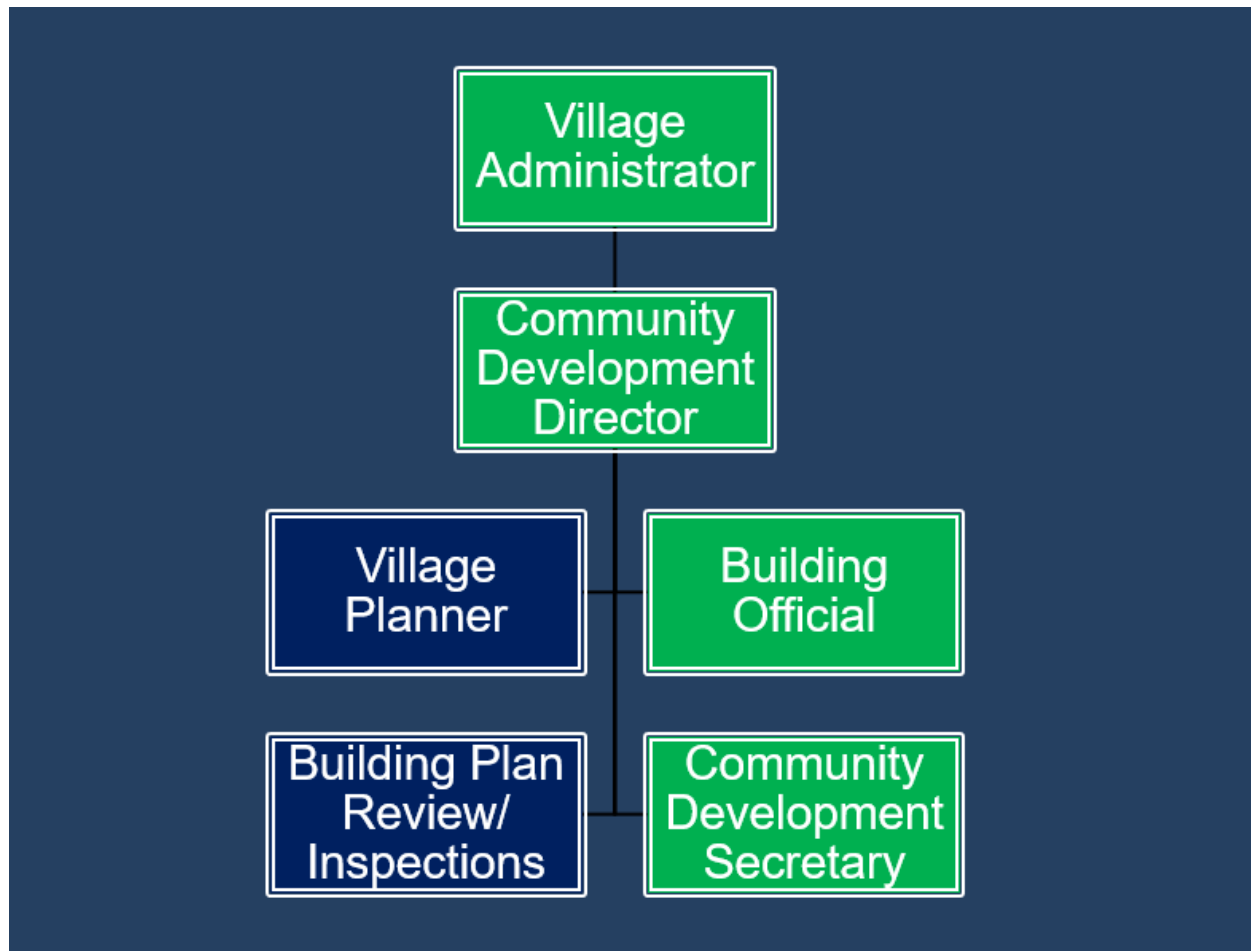 Village
Administrator
Community
Development
Director
Village
Planner
Building
Official
Building Plan
Review/
Inspections
Community
Development
Secretary